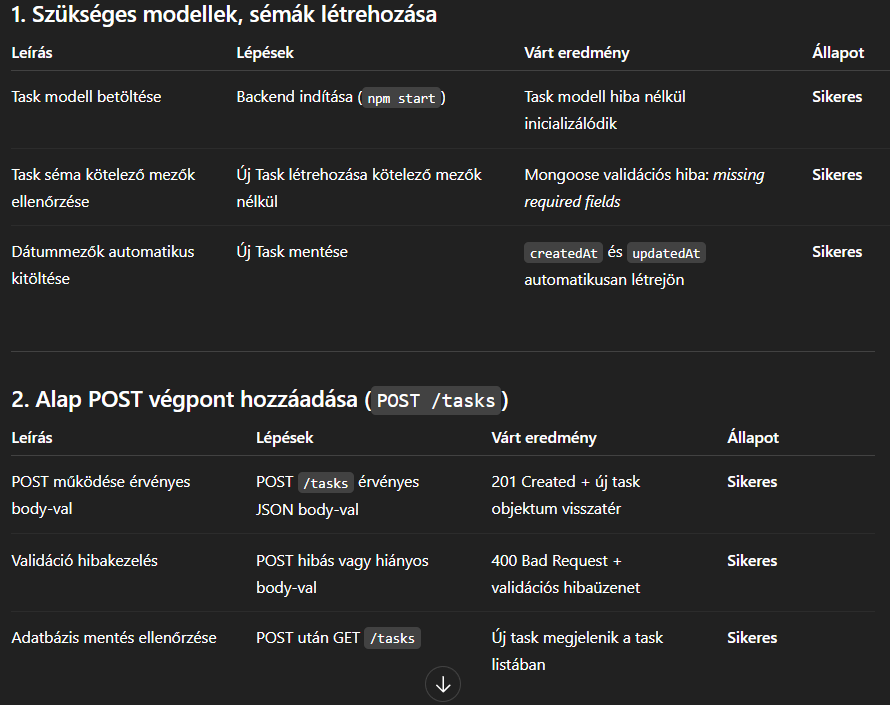 1. Szükséges modellek, sémák létrehozása
Leírás Lépések Várt eredmény Állapot
Task modell betöltése Backend indítása (npm start) Task modell hiba nélkül Sikeres
inicializálódik
Task séma kötelező mezők Új Task létrehozása kötelező mezők Mongoose validációs hiba: missing Sikeres
ellenőrzése nélkül required fields
Dátummezők automatikus Új Task mentése createdAt és updatedAt Sikeres
kitöltése automatikusan létrejön
2. Alap POST végpont hozzáadása (POST /tasks)
Leírás Lépések Várt eredmény Állapot
POST működése érvényes POST /tasks érvényes 201 Created + új task Sikeres
body-val JSON body-val objektum visszatér
Validáció hibakezelés POST hibás vagy hiányos 400 Bad Request + Sikeres
body-val validációs hibaüzenet
Adatbázis mentés ellenőrzése POST után GET /tasks Új task megjelenik a task Sikeres
listában